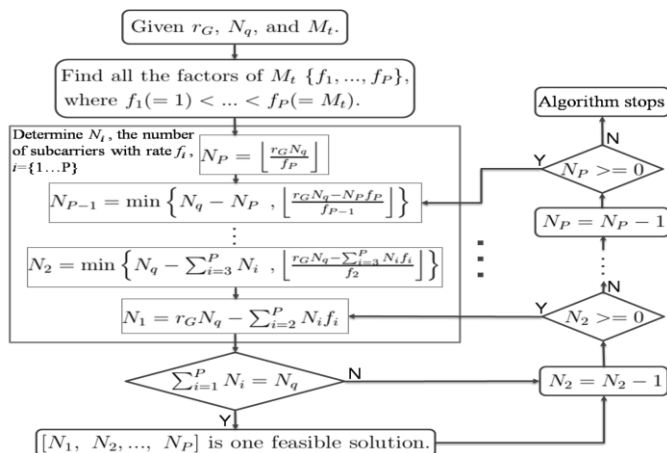 Given r_G, N_q, and M_t.
Find all the factors of M_t {f_1, ..., f_P},
where f_1(= 1) < ... < f_P(= M_t).
Determine N_i, the number
of subcarriers with rate f_i,
i={1...P}
N_P = ⌊r_G N_q / f_P⌋
N_{P−1} = min {N_q − N_P , ⌊(r_G N_q − N_P f_P) / f_{P−1}⌋}
⋮
N_2 = min {N_q − ∑_{i=3}^P N_i , ⌊(r_G N_q − ∑_{i=3}^P N_i f_i) / f_2⌋}
N_1 = r_G N_q − ∑_{i=2}^P N_i f_i
∑_{i=1}^P N_i = N_q
N
Y
[N_1, N_2, ..., N_P] is one feasible solution.
Algorithm stops
N
Y
N_P >= 0
N_P = N_P − 1
⋮
N
Y
N_2 >= 0
N_2 = N_2 − 1